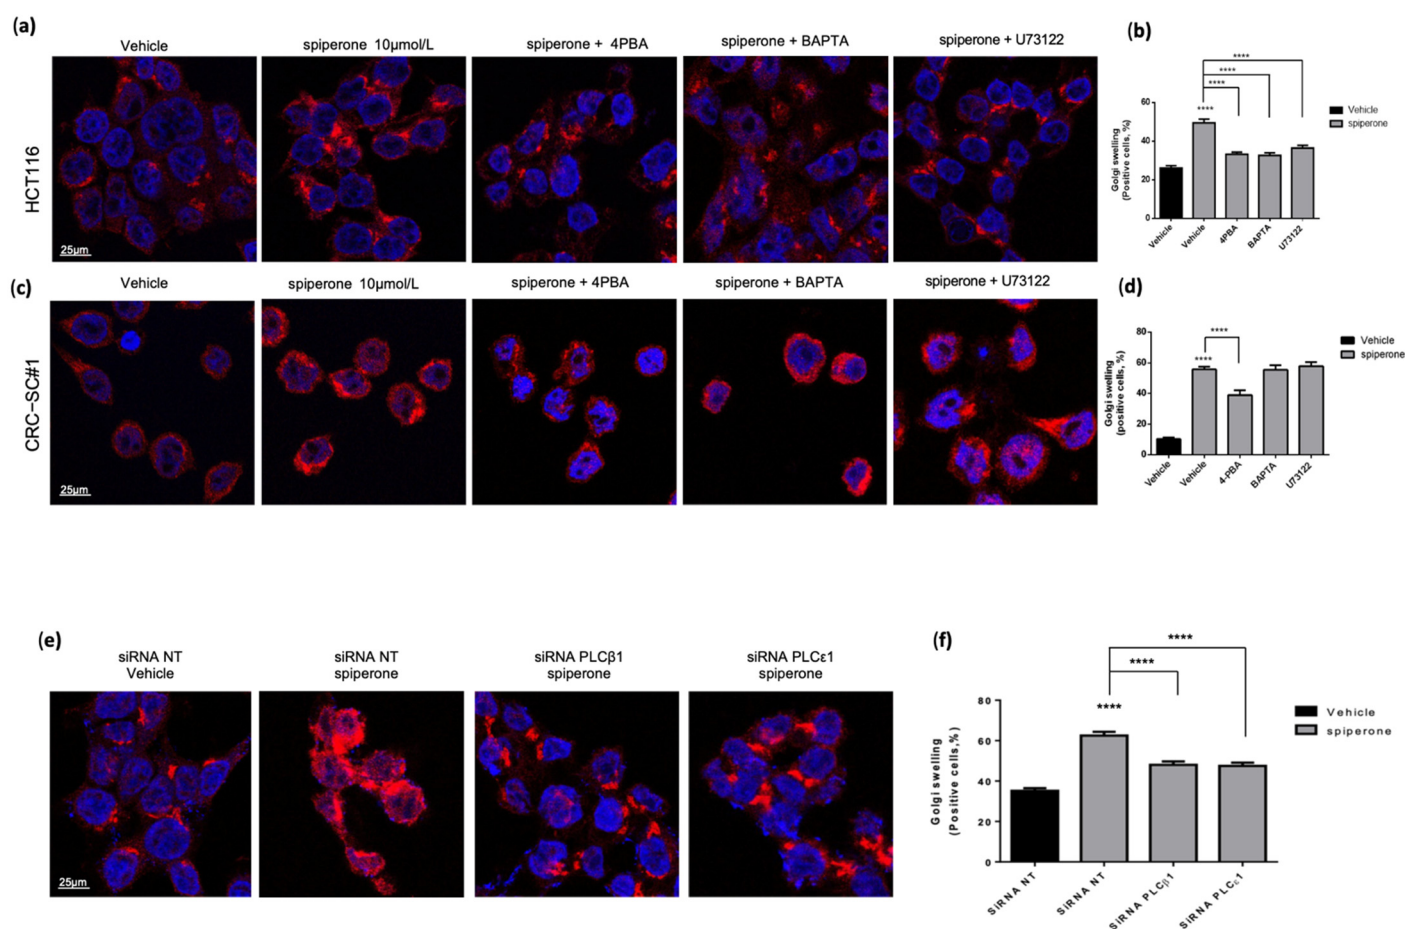 (a)
Vehicle
spiperone 10µmol/L
spiperone + 4PBA
spiperone + BAPTA
spiperone + U73122
HCT116
25µm
(b)
****
****
****
****
Golgi swelling
(Positive cells, %)
60
40
20
0
Vehicle
Vehicle
4PBA
BAPTA
U73122
Vehicle
spiperone
(c)
Vehicle
spiperone 10µmol/L
spiperone + 4PBA
spiperone + BAPTA
spiperone + U73122
CRC–SC#1
25µm
(d)
****
****
Golgi swelling
(positive cells, %)
80
60
40
20
0
Vehicle
Vehicle
4-PBA
BAPTA
U73122
Vehicle
spiperone
(e)
siRNA NT
Vehicle
siRNA NT
spiperone
siRNA PLCβ1
spiperone
siRNA PLCε1
spiperone
25µm
(f)
****
****
****
Golgi swelling
(Positive cells,%)
80
60
40
20
0
SiRNA NT
SiRNA NT
SiRNA PLCβ1
SiRNA PLCε1
Vehicle
spiperone